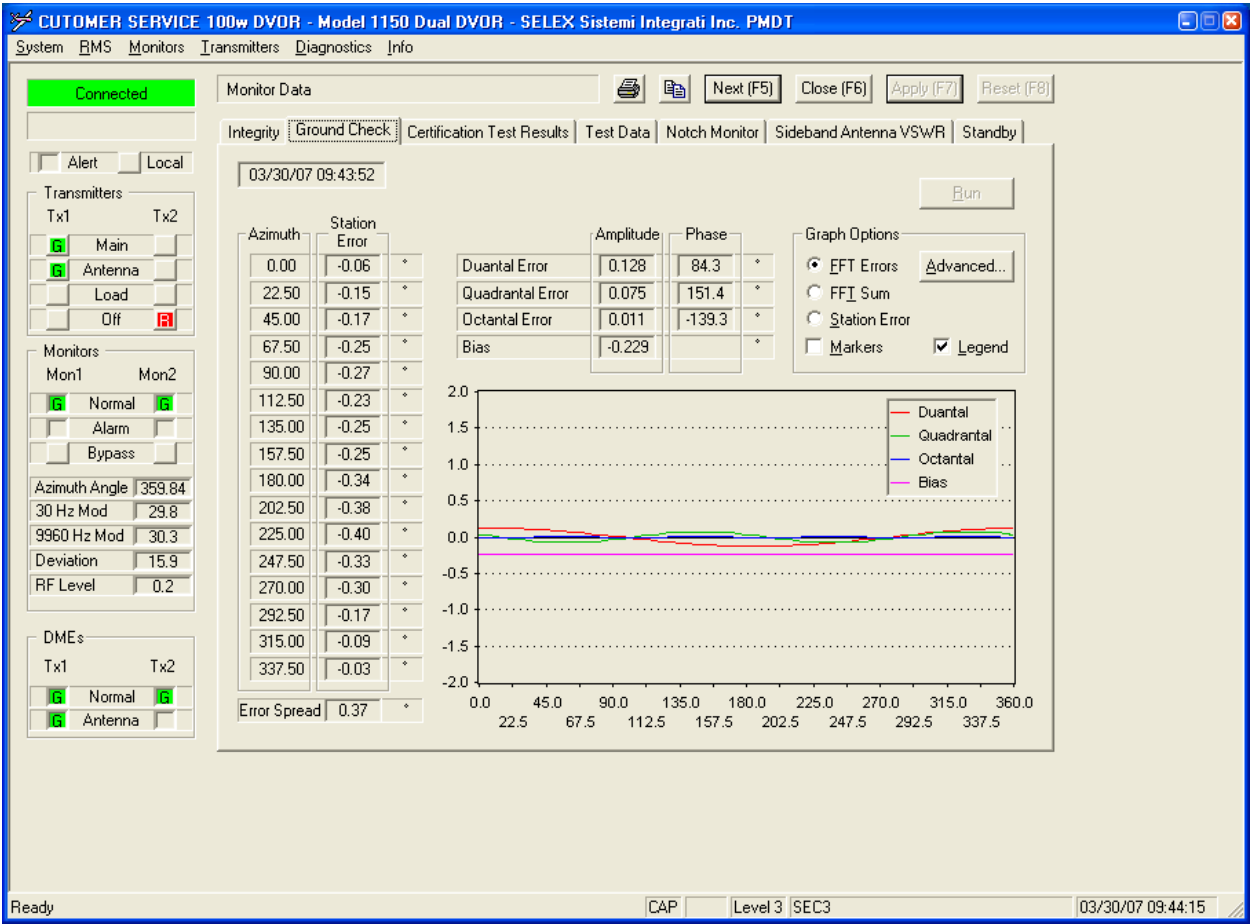 CUTOMER SERVICE 100w DVOR - Model 1150 Dual DVOR - SELEX Sistemi Integrati Inc. PMDT
System RMS Monitors Transmitters Diagnostics Info
Connected
Alert Local
Transmitters
Tx1 Tx2
G Main
G Antenna
Load
Off R
Monitors
Mon1 Mon2
G Normal G
Alarm
Bypass
Azimuth Angle 359.84
30 Hz Mod 29.8
9960 Hz Mod 30.3
Deviation 15.9
RF Level 0.2
DMEs
Tx1 Tx2
G Normal G
G Antenna
Monitor Data Next (F5) Close (F6) Apply (F7) Reset (F8)
Integrity Ground Check Certification Test Results Test Data Notch Monitor Sideband Antenna VSWR Standby
03/30/07 09:43:52
Run
Azimuth Station Error
0.00 -0.06 °
22.50 -0.15 °
45.00 -0.17 °
67.50 -0.25 °
90.00 -0.27 °
112.50 -0.23 °
135.00 -0.25 °
157.50 -0.25 °
180.00 -0.34 °
202.50 -0.38 °
225.00 -0.40 °
247.50 -0.33 °
270.00 -0.30 °
292.50 -0.17 °
315.00 -0.09 °
337.50 -0.03 °
Error Spread 0.37 °
Amplitude Phase
Duantal Error 0.128 84.3 °
Quadrantal Error 0.075 151.4 °
Octantal Error 0.011 -139.3 °
Bias -0.229 °
Graph Options
FFT Errors Advanced...
FFT Sum
Station Error
Markers Legend
2.0
1.5
1.0
0.5
0.0
-0.5
-1.0
-1.5
-2.0
Duantal
Quadrantal
Octantal
Bias
0.0 45.0 90.0 135.0 180.0 225.0 270.0 315.0 360.0
22.5 67.5 112.5 157.5 202.5 247.5 292.5 337.5
Ready CAP Level 3 SEC3 03/30/07 09:44:15